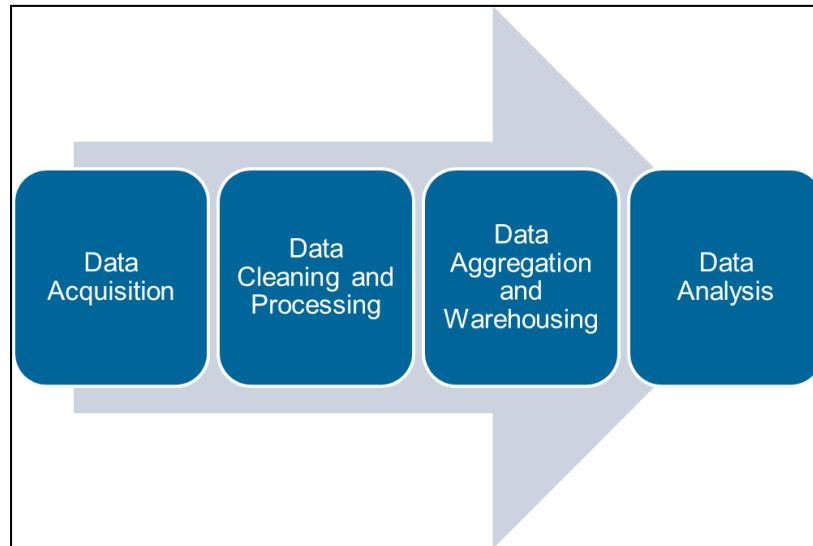 Data
Acquisition
Data
Cleaning and
Processing
Data
Aggregation
and
Warehousing
Data
Analysis